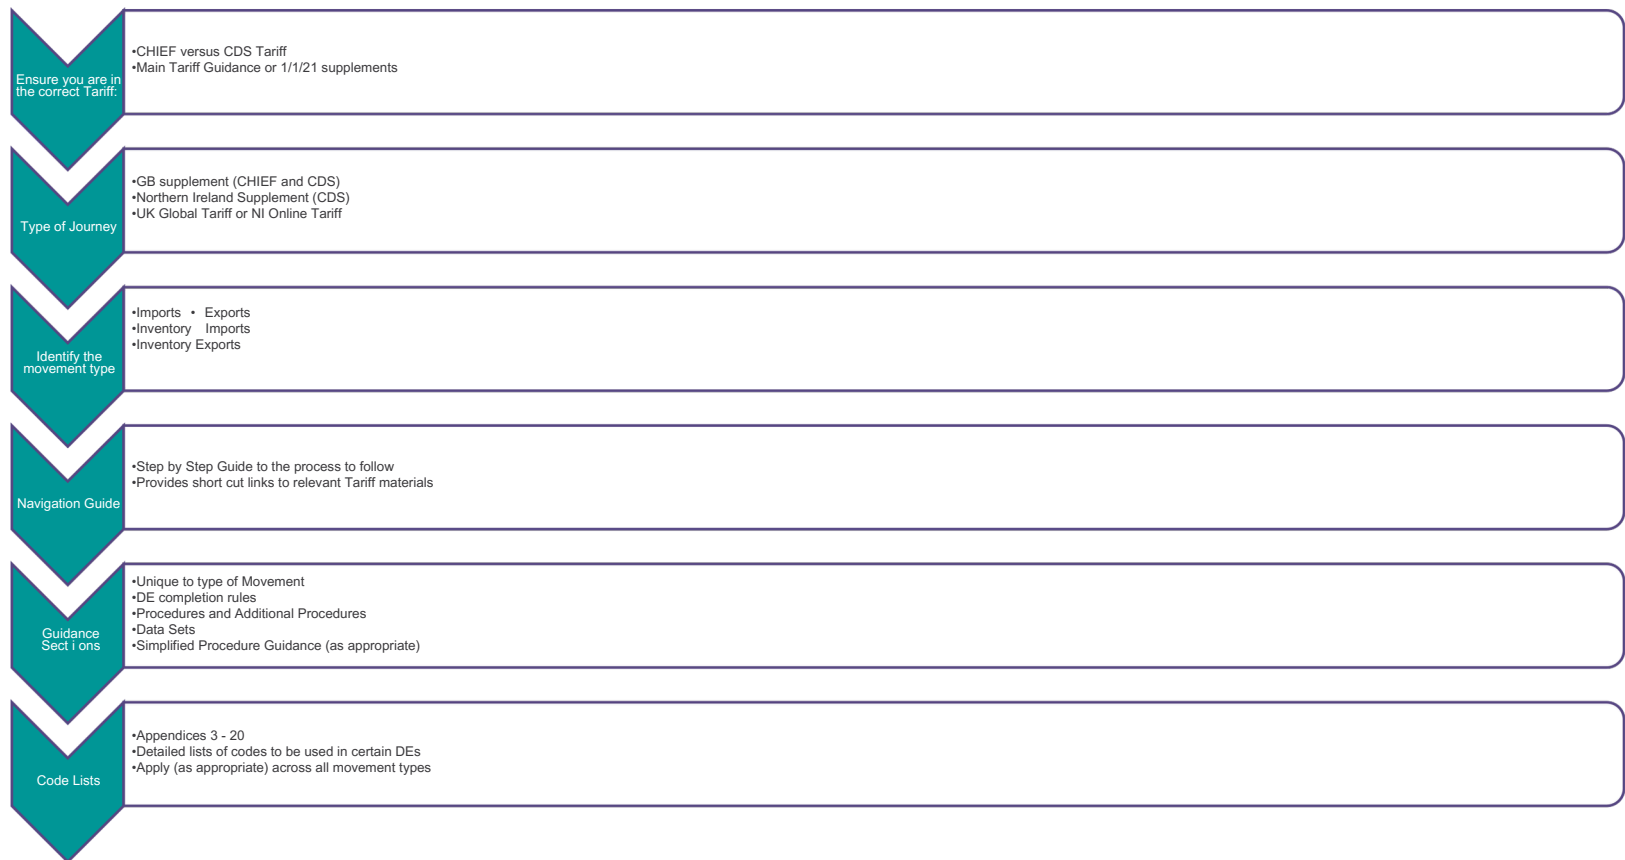 Ensure you are in
the correct Tariff:
•CHIEF versus CDS Tariff
•Main Tariff Guidance or 1/1/21 supplements
Type of Journey
•GB supplement (CHIEF and CDS)
•Northern Ireland Supplement (CDS)
•UK Global Tariff or NI Online Tariff
Identify the
movement type
•Imports • Exports
•Inventory Imports
•Inventory Exports
Navigation Guide
•Step by Step Guide to the process to follow
•Provides short cut links to relevant Tariff materials
Guidance
Sect i ons
•Unique to type of Movement
•DE completion rules
•Procedures and Additional Procedures
•Data Sets
•Simplified Procedure Guidance (as appropriate)
Code Lists
•Appendices 3 - 20
•Detailed lists of codes to be used in certain DEs
•Apply (as appropriate) across all movement types